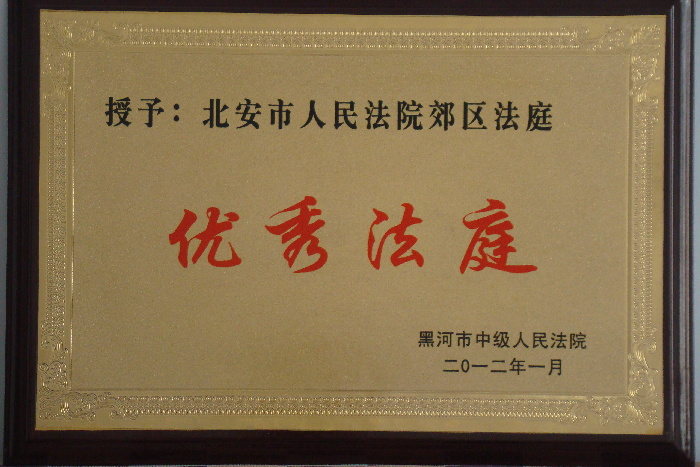 授予：北安市人民法院郊区法庭
优秀法庭
黑河市中级人民法院
二0一二年一月